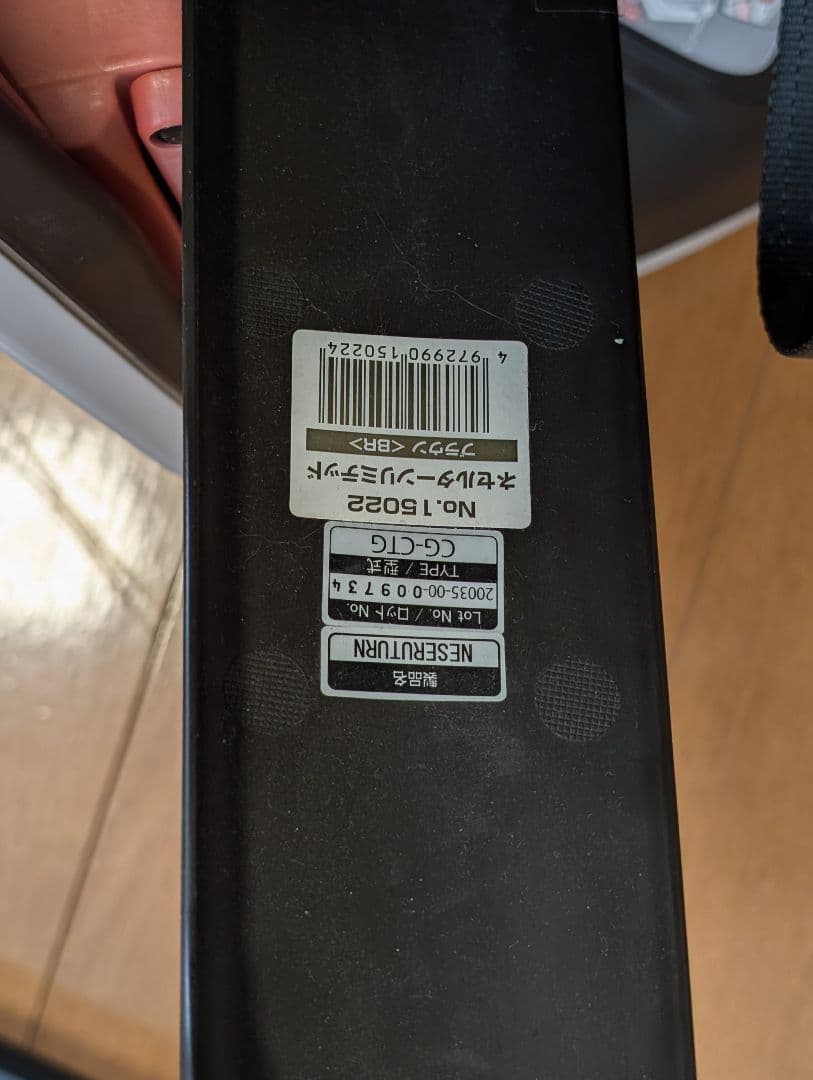 製品名
NESERUTURN
Lot No. / ロット No.
20035-00-009734
TYPE / 型式
CG-CTG
No.15022
ネセルターンリミテッド
ブラウン <BR>
4 972990 150224